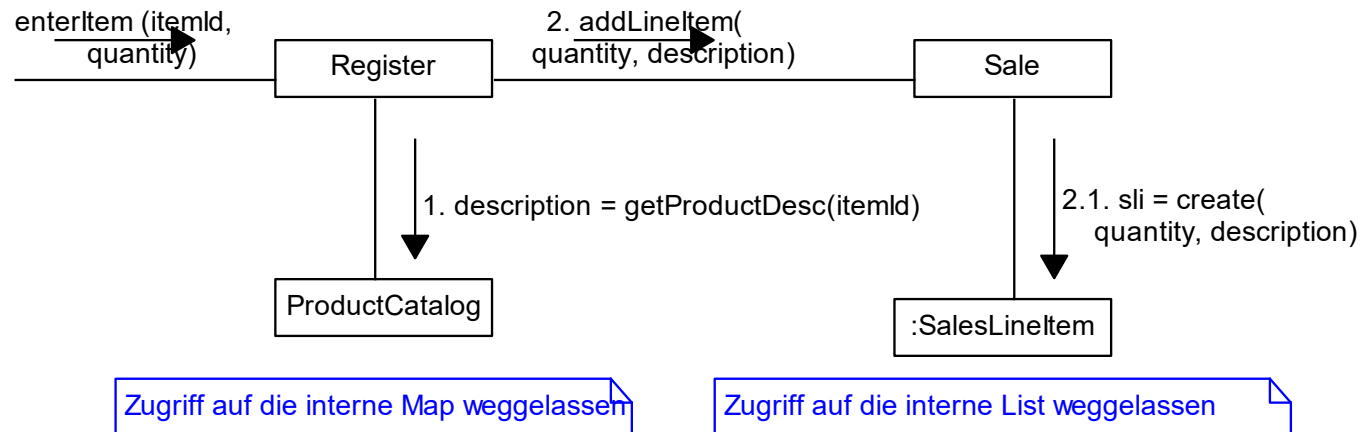 enterItem (itemId,
quantity)
2. addLineItem(
quantity, description)
Register
Sale
1. description = getProductDesc(itemId)
2.1. sli = create(
quantity, description)
ProductCatalog
:SalesLineItem
Zugriff auf die interne Map weggelassen
Zugriff auf die interne List weggelassen